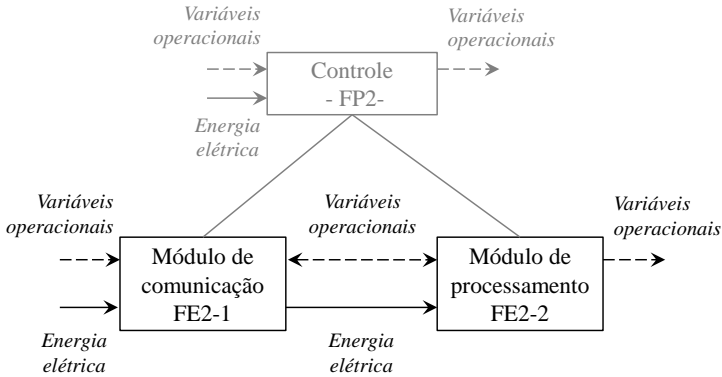 Variáveis
operacionais
Variáveis
operacionais
Controle
- FP2-
Energia
elétrica
Variáveis
operacionais
Variáveis
operacionais
Variáveis
operacionais
Módulo de
comunicação
FE2-1
Módulo de
processamento
FE2-2
Energia
elétrica
Energia
elétrica